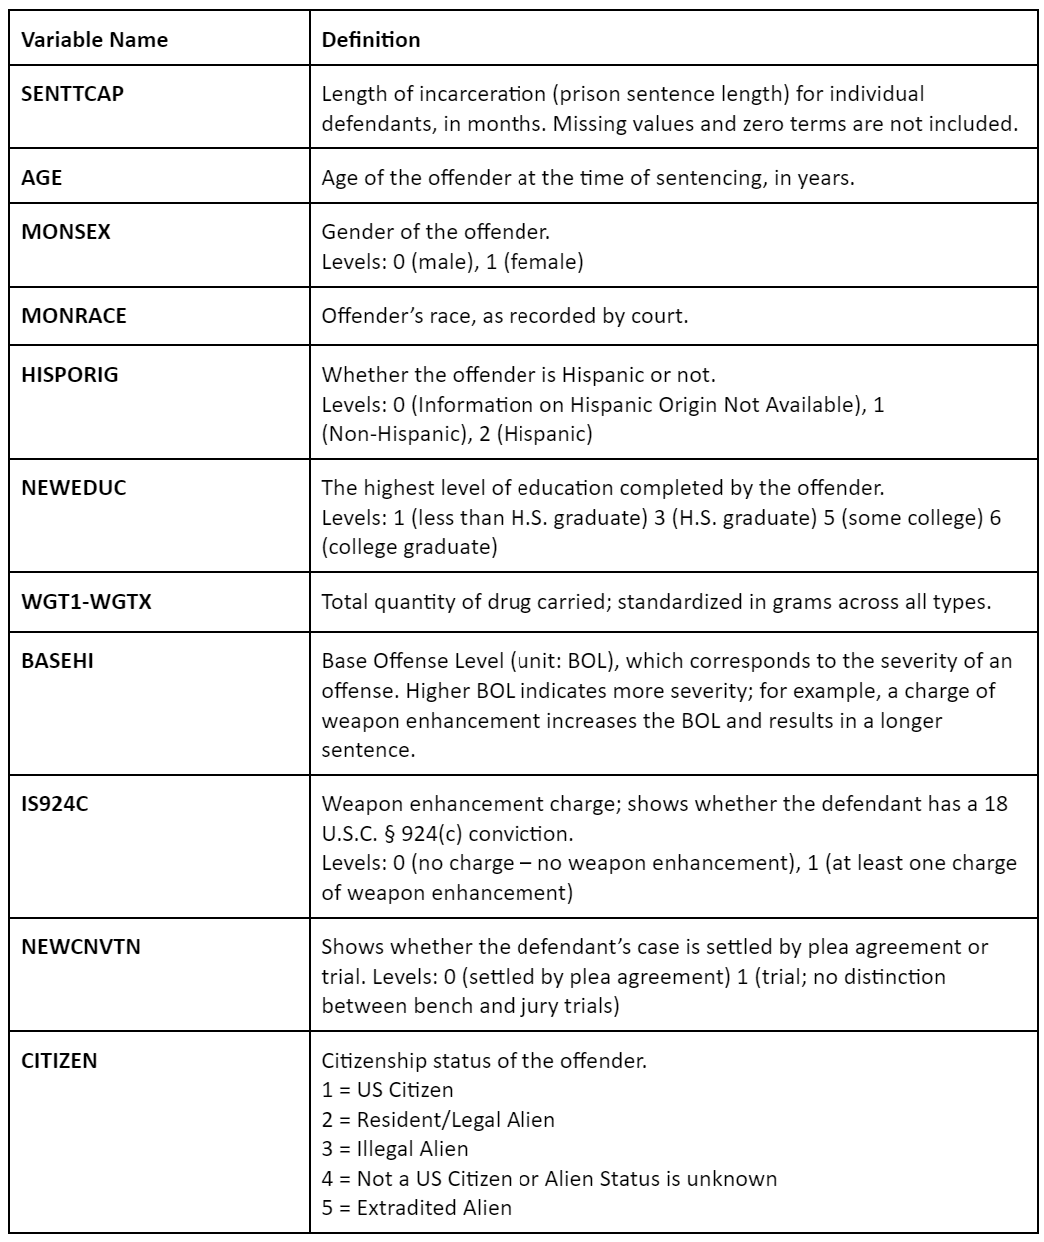 Variable Name
Definition
SENTTCAP
Length of incarceration (prison sentence length) for individual
defendants, in months. Missing values and zero terms are not included.
AGE
Age of the offender at the time of sentencing, in years.
MONSEX
Gender of the offender.
Levels: 0 (male), 1 (female)
MONRACE
Offender’s race, as recorded by court.
HISPORIG
Whether the offender is Hispanic or not.
Levels: 0 (Information on Hispanic Origin Not Available), 1
(Non-Hispanic), 2 (Hispanic)
NEWEDUC
The highest level of education completed by the offender.
Levels: 1 (less than H.S. graduate) 3 (H.S. graduate) 5 (some college) 6
(college graduate)
WGT1-WGTX
Total quantity of drug carried; standardized in grams across all types.
BASEHI
Base Offense Level (unit: BOL), which corresponds to the severity of an
offense. Higher BOL indicates more severity; for example, a charge of
weapon enhancement increases the BOL and results in a longer
sentence.
IS924C
Weapon enhancement charge; shows whether the defendant has a 18
U.S.C. § 924(c) conviction.
Levels: 0 (no charge – no weapon enhancement), 1 (at least one charge
of weapon enhancement)
NEWCNVTN
Shows whether the defendant’s case is settled by plea agreement or
trial. Levels: 0 (settled by plea agreement) 1 (trial; no distinction
between bench and jury trials)
CITIZEN
Citizenship status of the offender.
1 = US Citizen
2 = Resident/Legal Alien
3 = Illegal Alien
4 = Not a US Citizen or Alien Status is unknown
5 = Extradited Alien